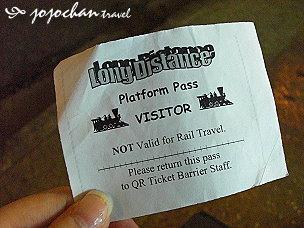 jojochan travel
Long Distance
Platform Pass
VISITOR
NOT Valid for Rail Travel.
Please return this pass
to QR Ticket Barrier Staff.